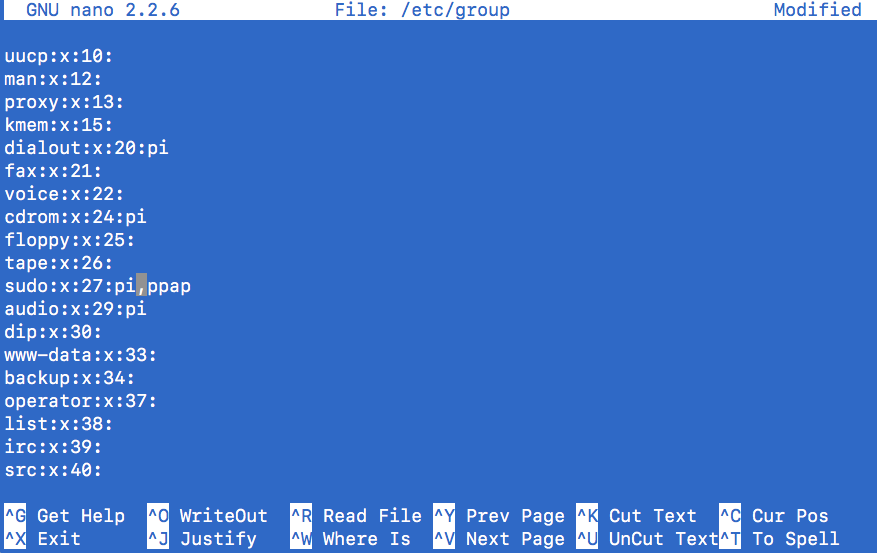 GNU nano 2.2.6 File: /etc/group Modified
uucp:x:10:
man:x:12:
proxy:x:13:
kmem:x:15:
dialout:x:20:pi
fax:x:21:
voice:x:22:
cdrom:x:24:pi
floppy:x:25:
tape:x:26:
sudo:x:27:pi,ppap
audio:x:29:pi
dip:x:30:
www-data:x:33:
backup:x:34:
operator:x:37:
list:x:38:
irc:x:39:
src:x:40:
^G Get Help ^O WriteOut ^R Read File ^Y Prev Page ^K Cut Text ^C Cur Pos
^X Exit ^J Justify ^W Where Is ^V Next Page ^U UnCut Text ^T To Spell